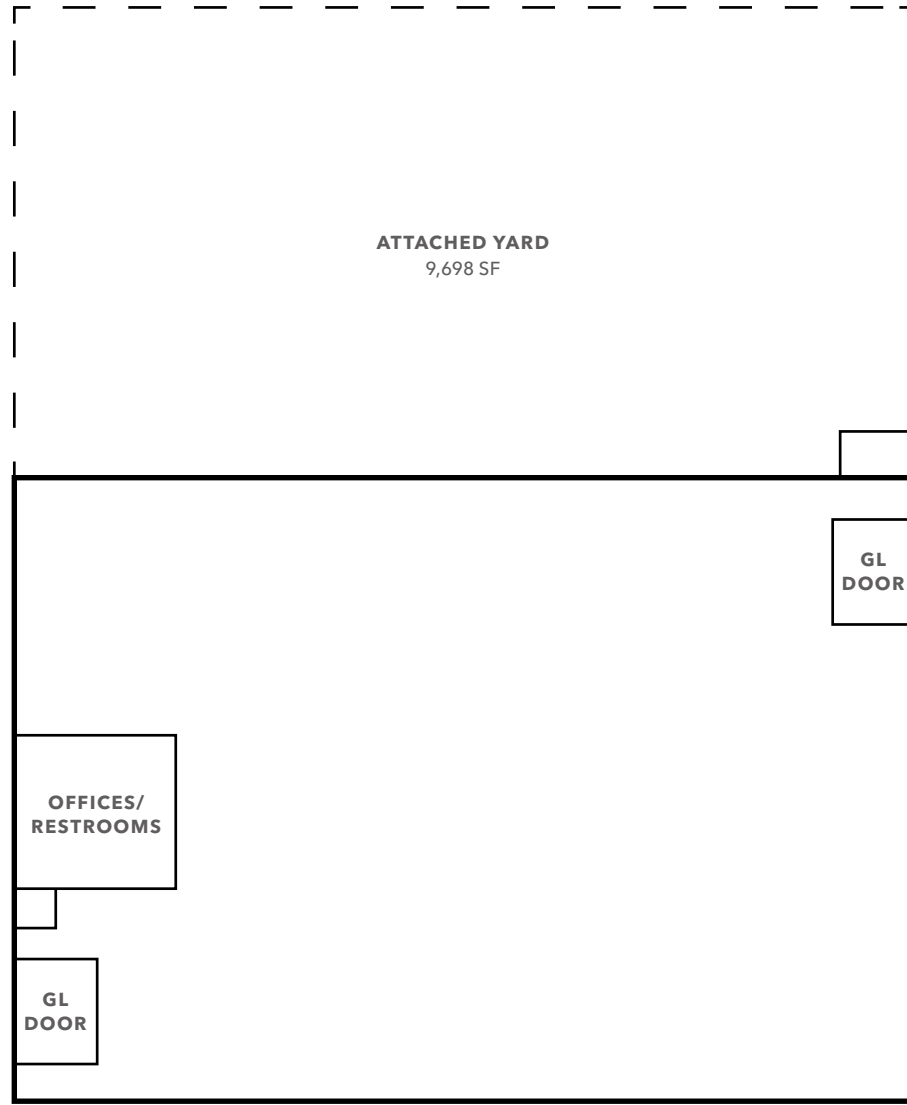 ATTACHED YARD
9,698 SF
GL
DOOR
OFFICES/
RESTROOMS
GL
DOOR